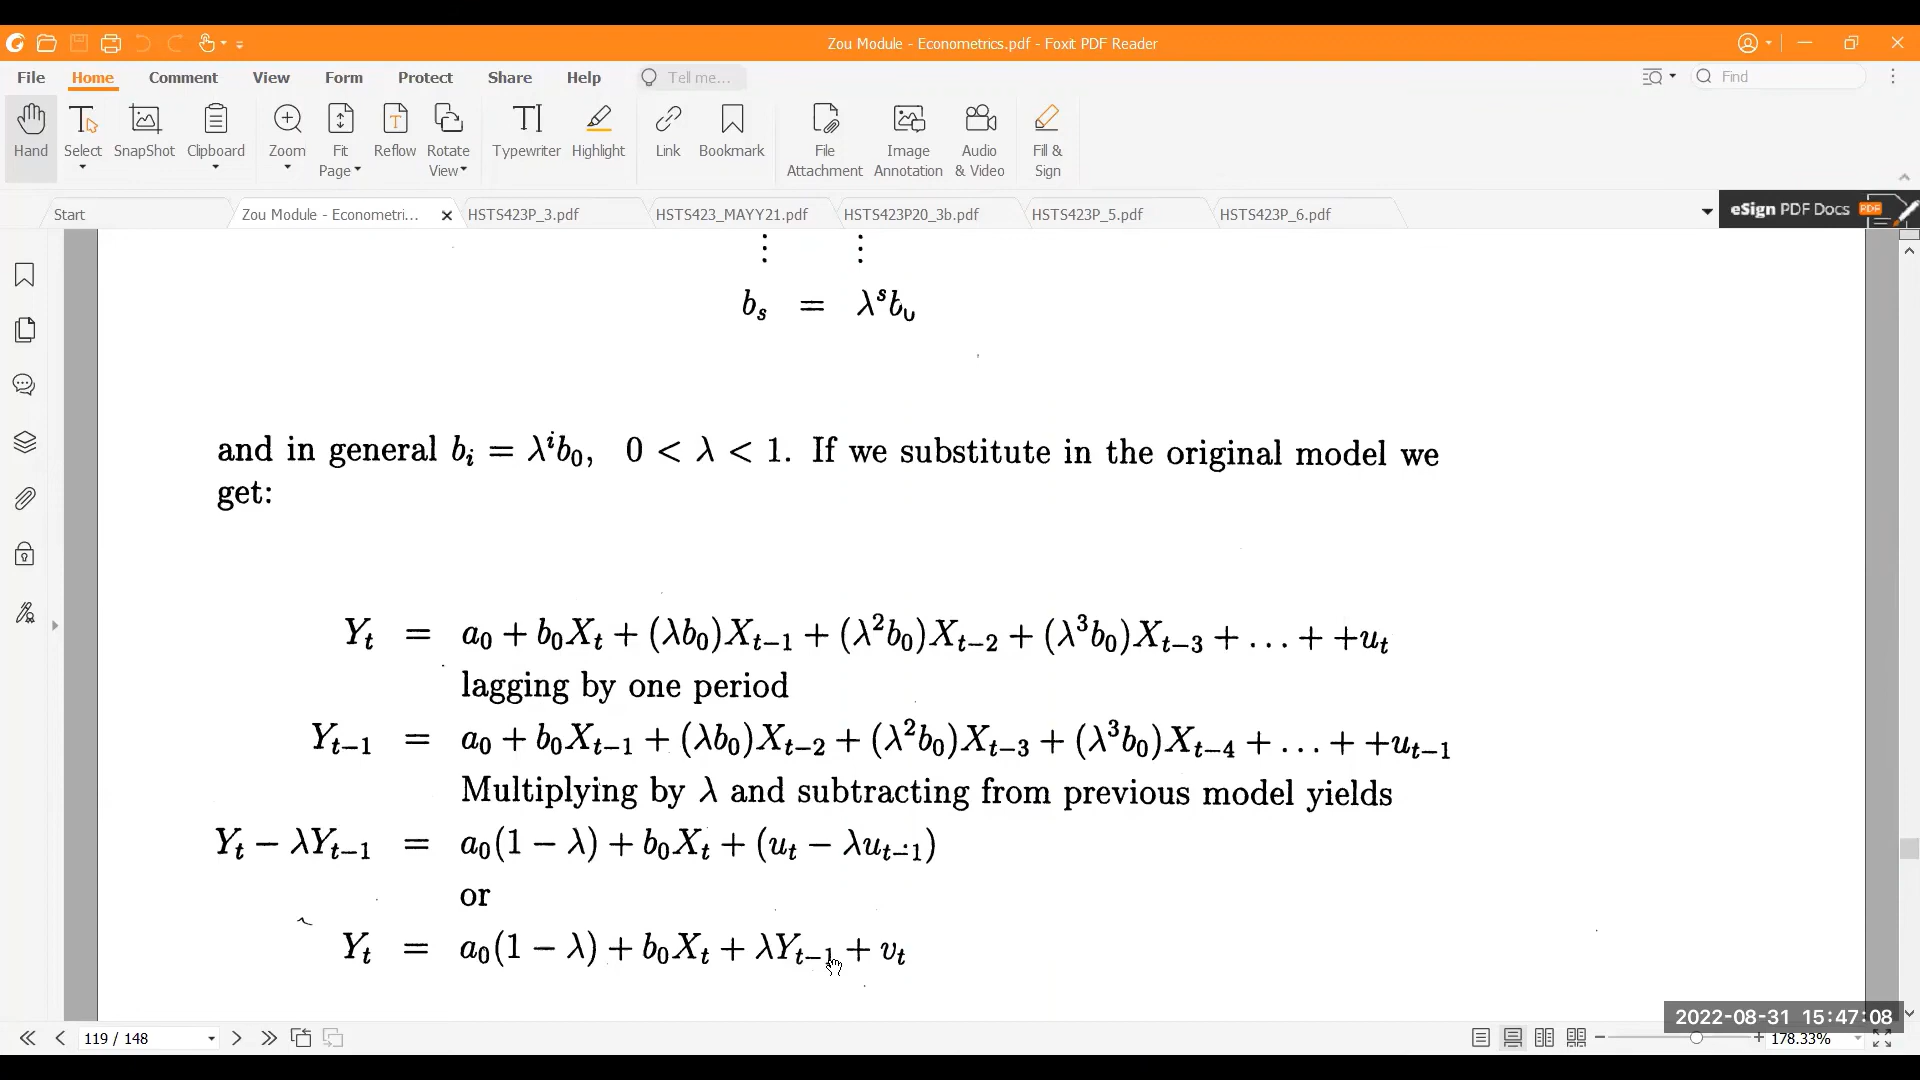 Zou Module - Econometrics.pdf - Foxit PDF Reader
File Home Comment View Form Protect Share Help Tell me... Find
Hand Select SnapShot Clipboard Zoom Fit Page Reflow Rotate View Typewriter Highlight Link Bookmark File Attachment Image Annotation Audio & Video Fill & Sign
Start Zou Module - Econometri... HSTS423P_3.pdf HSTS423_MAYY21.pdf HSTS423P20_3b.pdf HSTS423P_5.pdf HSTS423P_6.pdf eSign PDF Docs PDF
⋮ ⋮
b_s = λ^s b_0
and in general b_i = λ^i b_0, 0 < λ < 1. If we substitute in the original model we
get:
Y_t = a_0 + b_0X_t + (λb_0)X_{t−1} + (λ^2b_0)X_{t−2} + (λ^3b_0)X_{t−3} + ... + +u_t
lagging by one period
Y_{t−1} = a_0 + b_0X_{t−1} + (λb_0)X_{t−2} + (λ^2b_0)X_{t−3} + (λ^3b_0)X_{t−4} + ... + +u_{t−1}
Multiplying by λ and subtracting from previous model yields
Y_t − λY_{t−1} = a_0(1 − λ) + b_0X_t + (u_t − λu_{t−1})
or
Y_t = a_0(1 − λ) + b_0X_t + λY_{t−1} + v_t
2022-08-31 15:47:08
119 / 148 178.33%